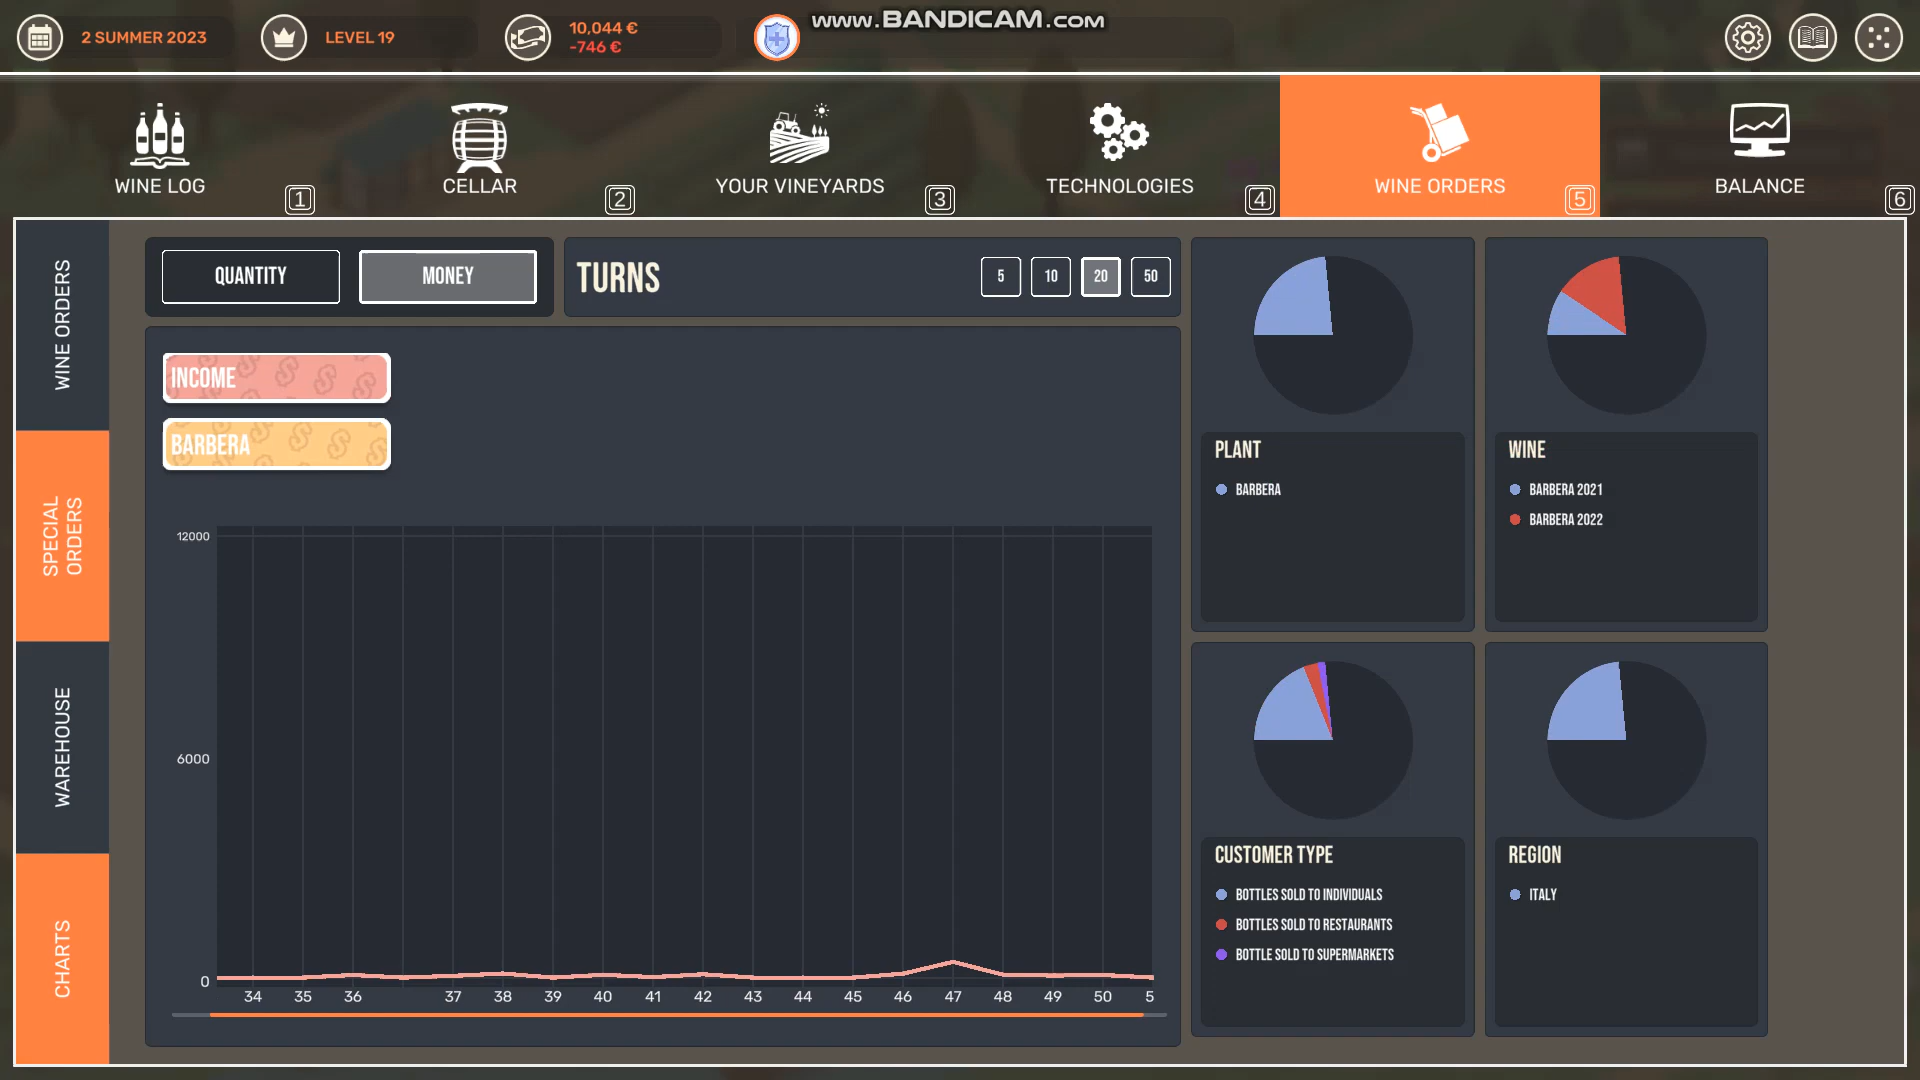 www.BANDICAM.com
2 SUMMER 2023
LEVEL 19
10,044 €
-746 €
WINE LOG
1
CELLAR
2
YOUR VINEYARDS
3
TECHNOLOGIES
4
WINE ORDERS
5
BALANCE
6
WINE ORDERS
SPECIAL
ORDERS
WAREHOUSE
CHARTS
QUANTITY
MONEY
TURNS
5
10
20
50
INCOME
BARBERA
12000
6000
0
34 35 36 37 38 39 40 41 42 43 44 45 46 47 48 49 50 5
PLANT
BARBERA
WINE
BARBERA 2021
BARBERA 2022
CUSTOMER TYPE
BOTTLES SOLD TO INDIVIDUALS
BOTTLES SOLD TO RESTAURANTS
BOTTLE SOLD TO SUPERMARKETS
REGION
ITALY